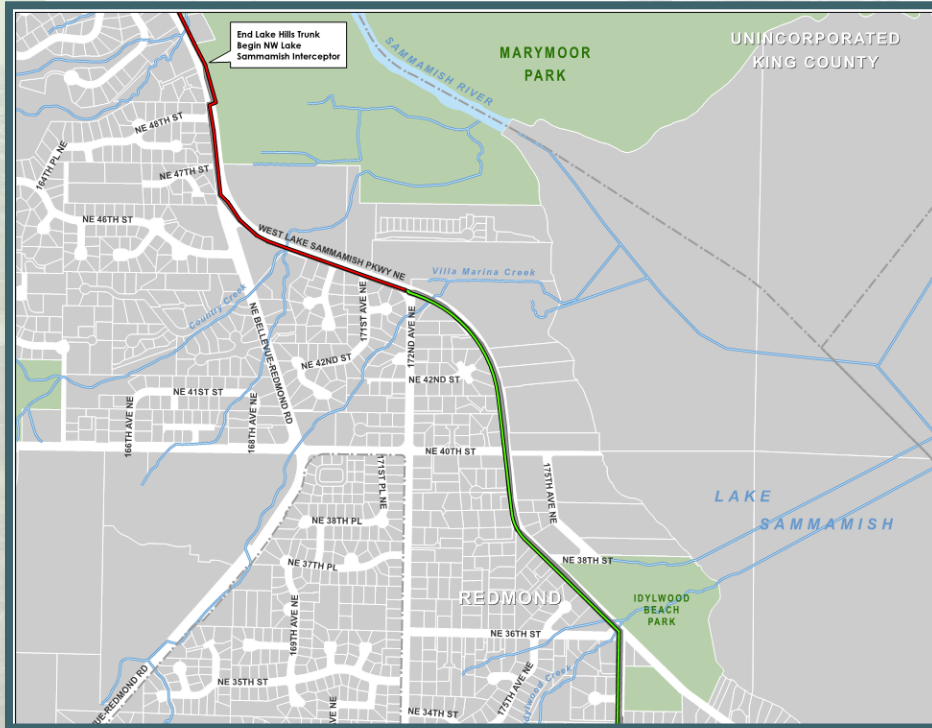 End Lake Hills Trunk
Begin NW Lake
Sammamish Interceptor
MARYMOOR
PARK
UNINCORPORATED
KING COUNTY
SAMMAMISH RIVER
NE 48TH ST
164TH PL NE
NE 47TH ST
NE 46TH ST
WEST LAKE SAMMAMISH PKWY NE
Villa Marina Creek
Country Creek
NE BELLEVUE-REDMOND RD
171ST AVE NE
172ND AVE NE
NE 42ND ST
NE 42ND ST
NE 41ST ST
166TH AVE NE
168TH AVE NE
NE 40TH ST
171ST PL NE
175TH AVE NE
LAKE
SAMMAMISH
NE 38TH PL
NE 38TH ST
NE 37TH PL
REDMOND
IDYLWOOD
BEACH
PARK
169TH AVE NE
NE 36TH ST
175TH AVE NE
NE 35TH ST
NE 34TH ST
VUE-REDMOND RD
VE NE
Creek